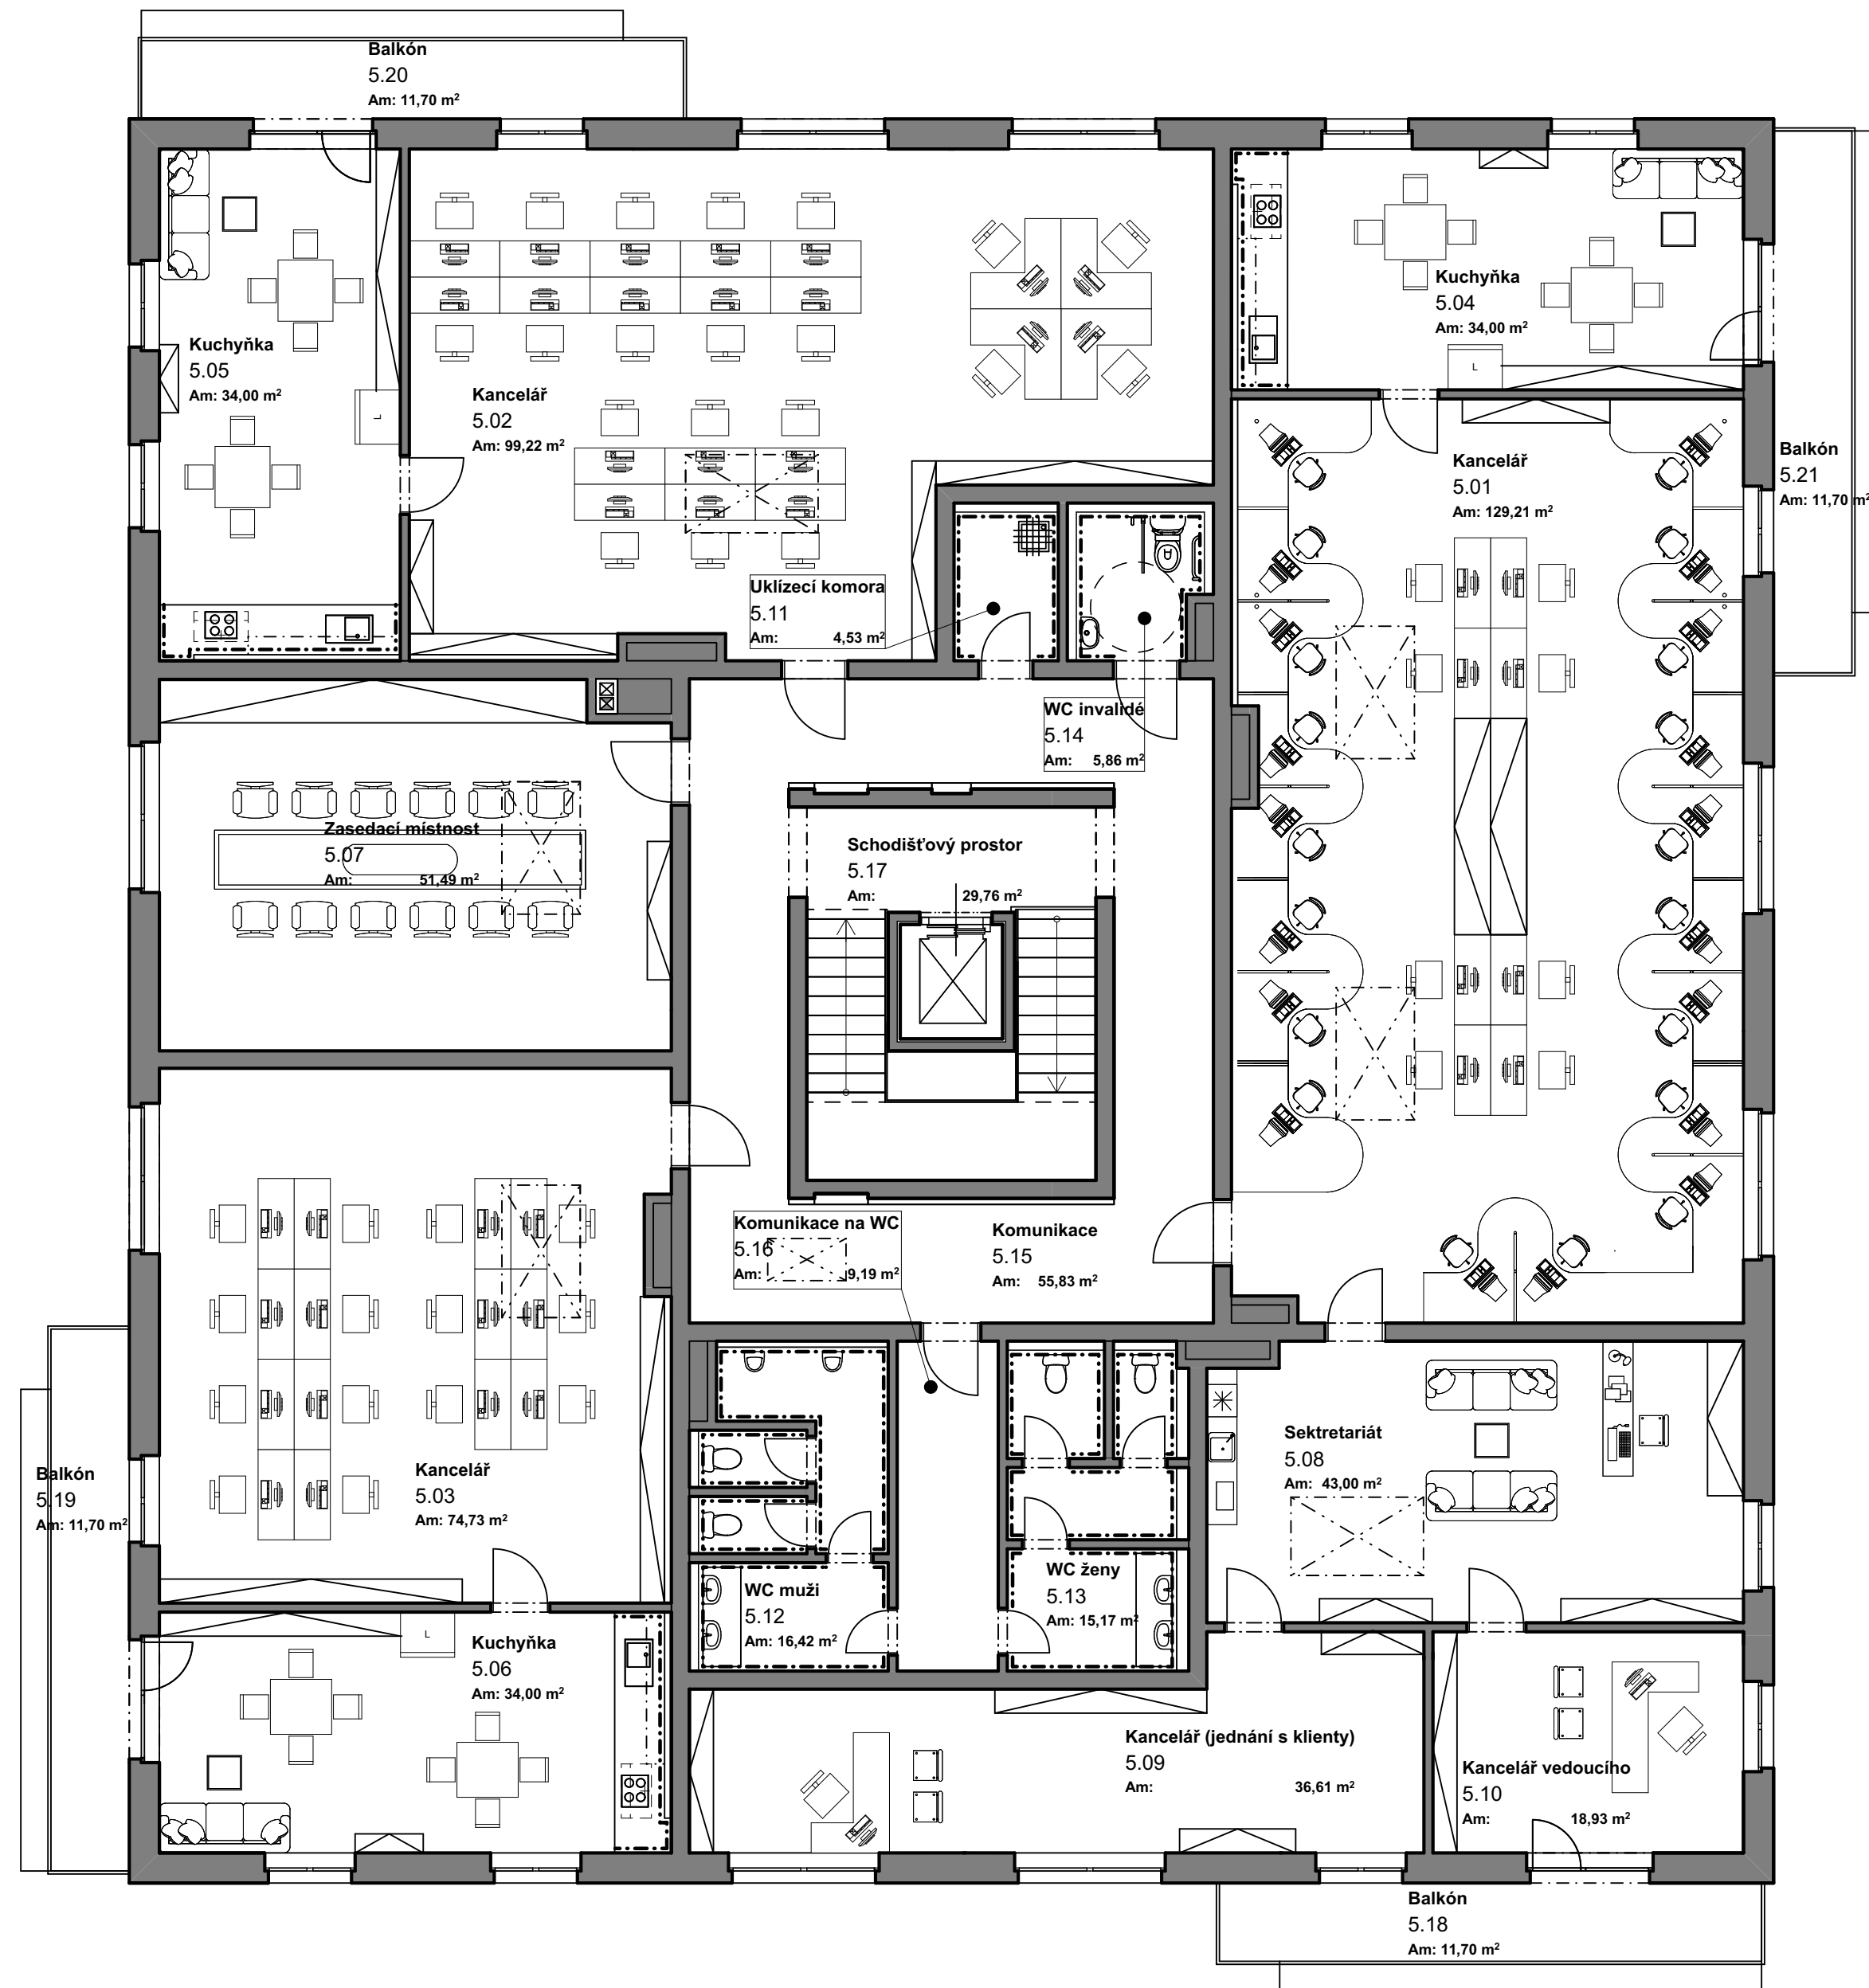 Balkón
5.20
Am: 11,70 m²
Kuchyňka
5.04
Am: 34,00 m²
Kuchyňka
5.05
Am: 34,00 m²
L
L
Kancelář
5.02
Am: 99,22 m²
Kancelář
5.01
Am: 129,21 m²
Balkón
5.21
Am: 11,70 m²
Uklízecí komora
5.11
Am: 4,53 m²
WC invalidé
5.14
Am: 5,86 m²
Zasedací místnost
5.07
Am: 51,49 m²
Schodišťový prostor
5.17
Am: 29,76 m²
Komunikace na WC
5.16
Am: 9,19 m²
Komunikace
5.15
Am: 55,83 m²
Sektretariát
5.08
Am: 43,00 m²
Balkón
5.19
Am: 11,70 m²
Kancelář
5.03
Am: 74,73 m²
WC muži
5.12
Am: 16,42 m²
WC ženy
5.13
Am: 15,17 m²
L
Kuchyňka
5.06
Am: 34,00 m²
Kancelář (jednání s klienty)
5.09
Am: 36,61 m²
Kancelář vedoucího
5.10
Am: 18,93 m²
Balkón
5.18
Am: 11,70 m²